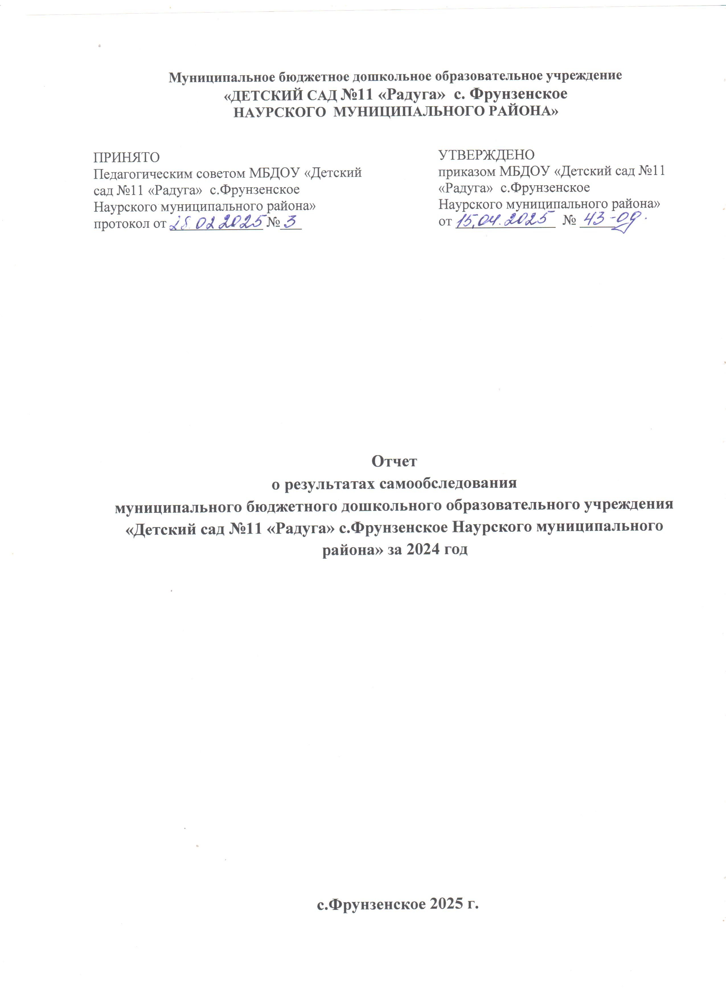 Муниципальное бюджетное дошкольное образовательное учреждение
«ДЕТСКИЙ САД №11 «Радуга» с. Фрунзенское
НАУРСКОГО МУНИЦИПАЛЬНОГО РАЙОНА»
ПРИНЯТО
Педагогическим советом МБДОУ «Детский
сад №11 «Радуга» с.Фрунзенское
Наурского муниципального района»
протокол от 28.02 2025 № 3
УТВЕРЖДЕНО
приказом МБДОУ «Детский сад №11
«Радуга» с.Фрунзенское
Наурского муниципального района»
от 15.04.2025 № 43-од.
Отчет
о результатах самообследования
муниципального бюджетного дошкольного образовательного учреждения
«Детский сад №11 «Радуга» с.Фрунзенское Наурского муниципального
района» за 2024 год
с.Фрунзенское 2025 г.